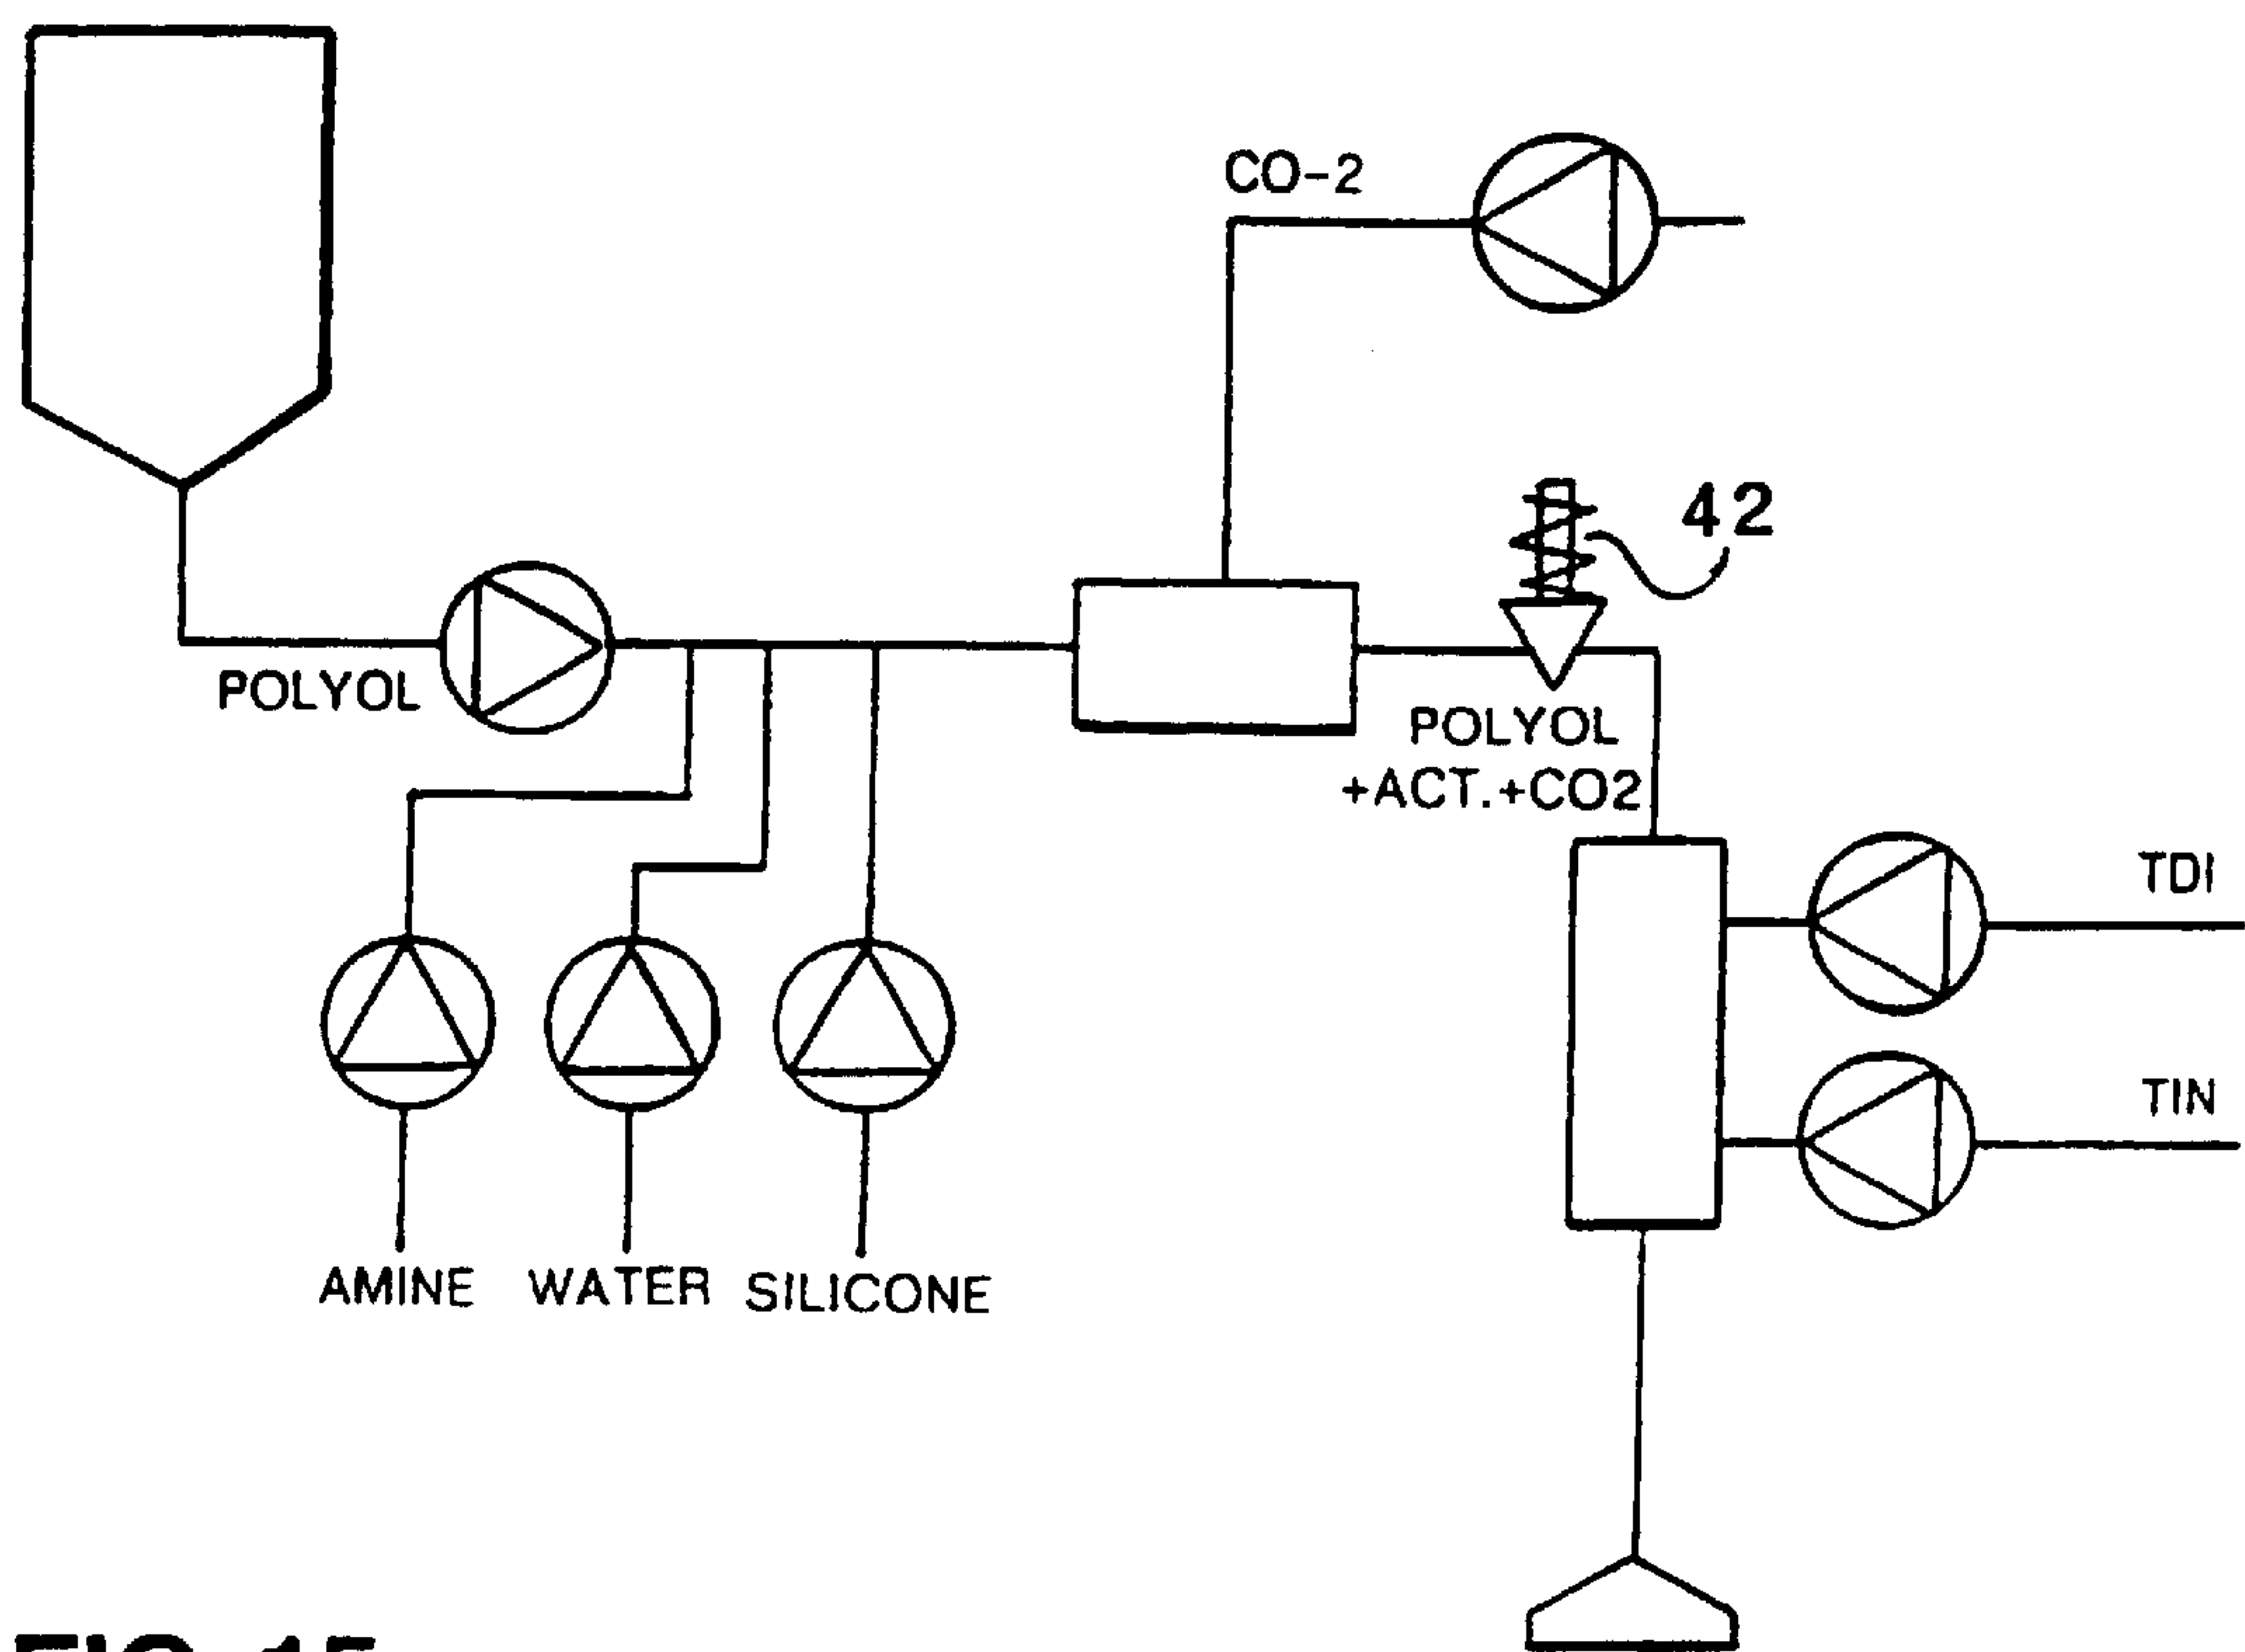 CO-2
42
POLYOL
POLYOL
+ACT.+CO2
TDI
TIN
AMINE WATER SILICONE